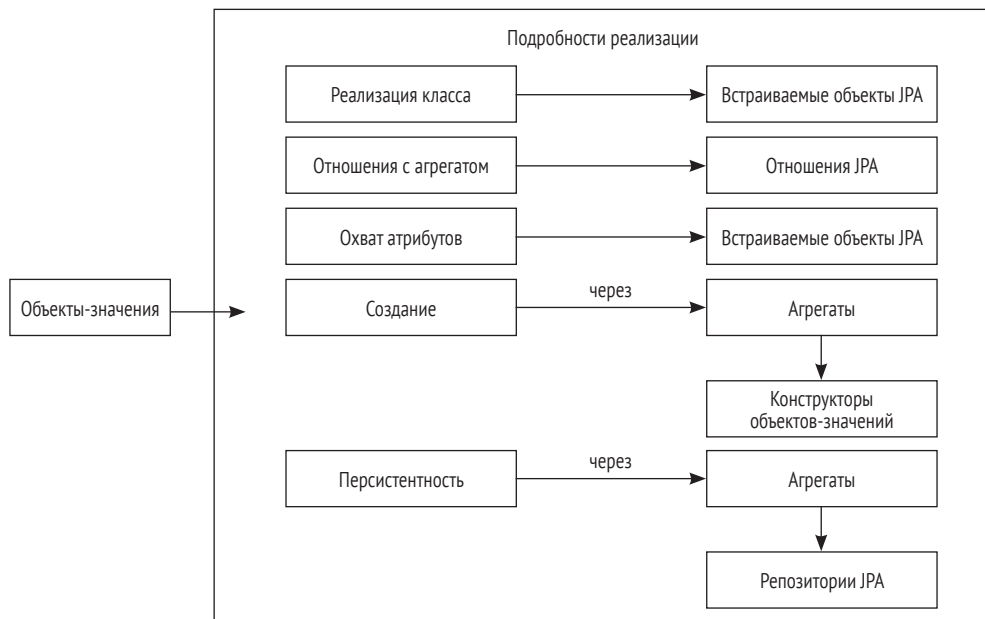 Подробности реализации
Реализация класса
Встраиваемые объекты JPA
Отношения с агрегатом
Отношения JPA
Охват атрибутов
Встраиваемые объекты JPA
Объекты-значения
Создание
через
Агрегаты
Конструкторы
объектов-значений
Персистентность
через
Агрегаты
Репозитории JPA